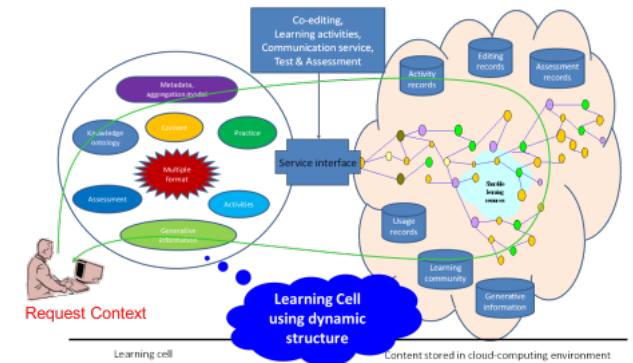 Co-editing,
Learning activities,
Communication service,
Test & Assessment
Activity
records
Editing
records
Assessment
records
Metadata,
aggregation model
Knowledge
ontology
Content
Practice
Multiple
format
Service interface
Assessment
Activities
Generative
information
Usage
records
Learning
community
Generative
information
Request Context
Learning Cell
using dynamic
structure
Learning cell
Content stored in cloud-computing environment